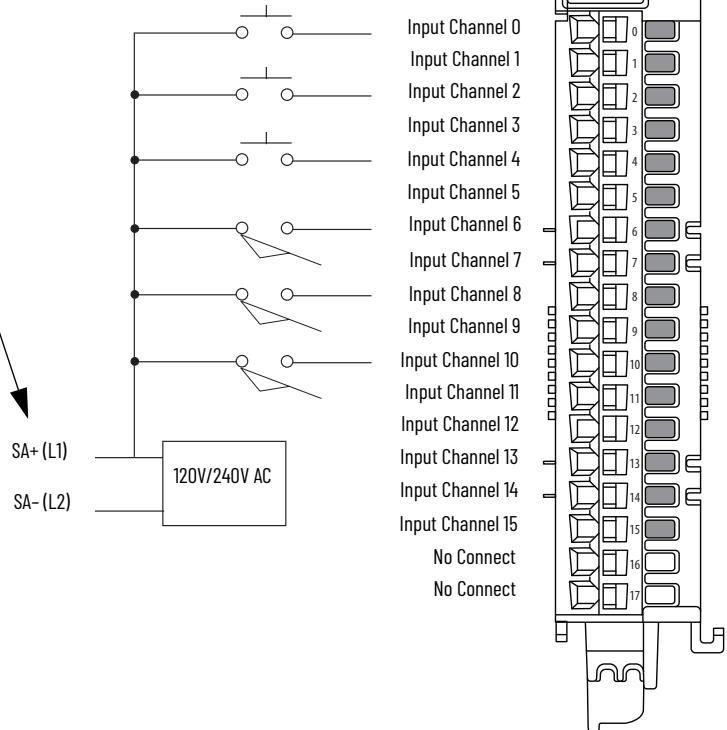 Input Channel 0
Input Channel 1
Input Channel 2
Input Channel 3
Input Channel 4
Input Channel 5
Input Channel 6
Input Channel 7
Input Channel 8
Input Channel 9
Input Channel 10
Input Channel 11
Input Channel 12
Input Channel 13
Input Channel 14
Input Channel 15
No Connect
No Connect
0
1
2
3
4
5
6
7
8
9
10
11
12
13
14
15
16
17
SA+ (L1)
SA- (L2)
120V/240V AC